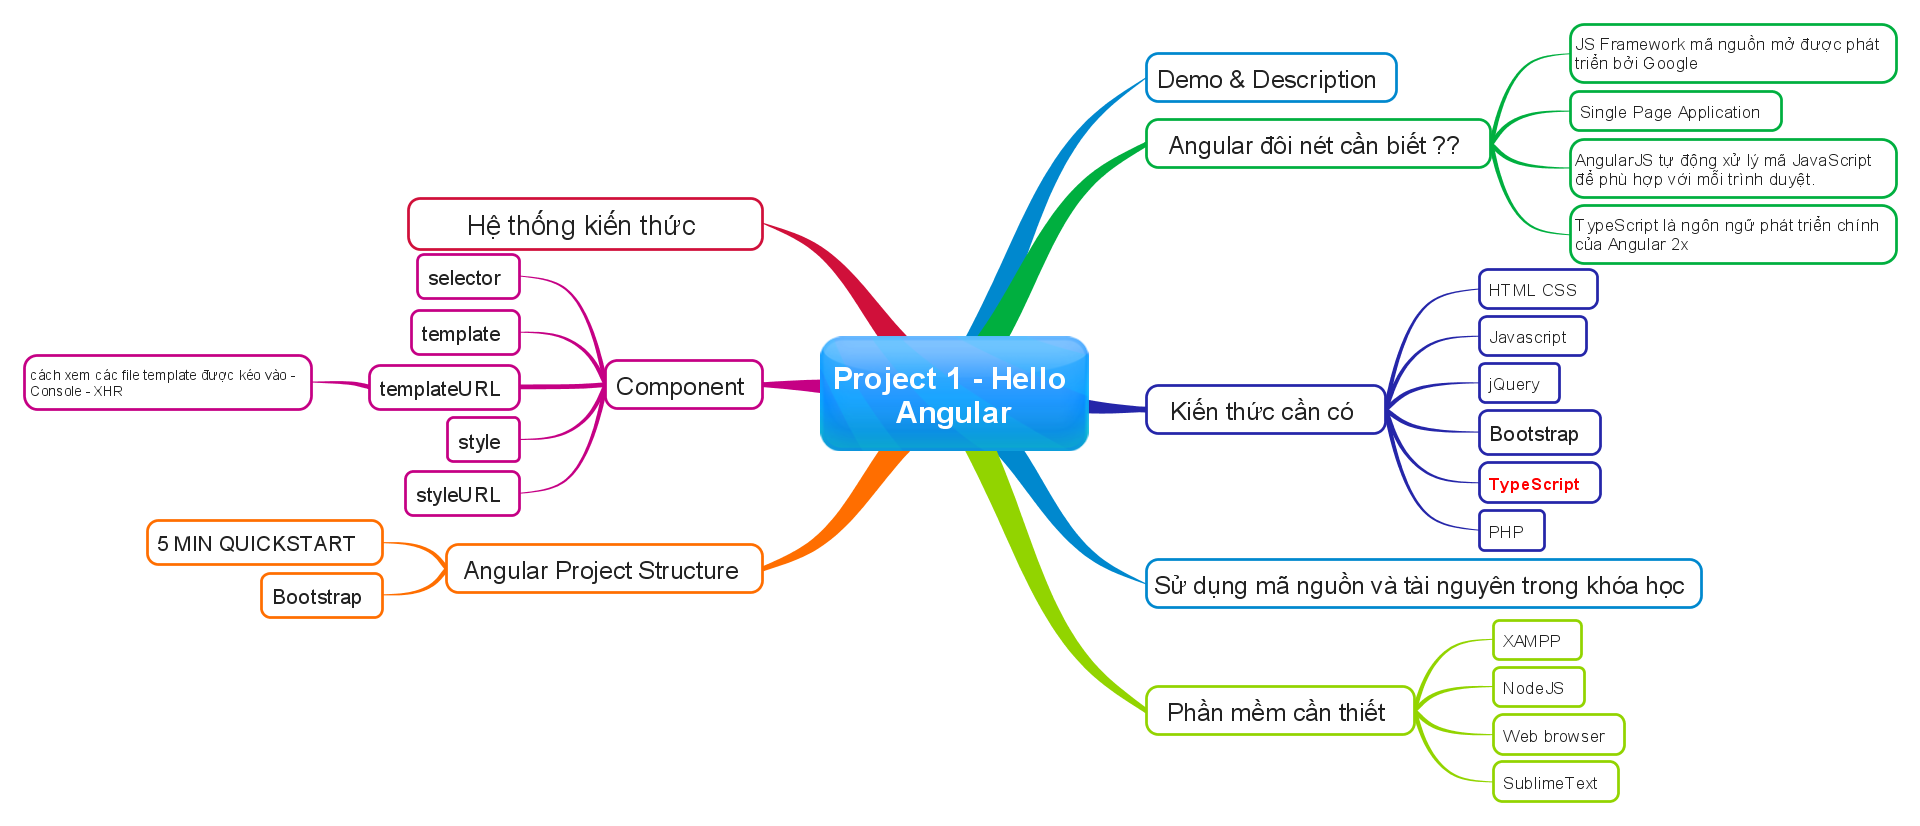 Project 1 - Hello
Angular
Demo & Description
Angular đôi nét cần biết ??
JS Framework mã nguồn mở được phát
triển bởi Google
Single Page Application
AngularJS tự động xử lý mã JavaScript
để phù hợp với mỗi trình duyệt.
TypeScript là ngôn ngữ phát triển chính
của Angular 2x
Kiến thức cần có
HTML CSS
Javascript
jQuery
Bootstrap
TypeScript
PHP
Sử dụng mã nguồn và tài nguyên trong khóa học
Phần mềm cần thiết
XAMPP
NodeJS
Web browser
SublimeText
Hệ thống kiến thức
Component
selector
template
templateURL
cách xem các file template được kéo vào -
Console - XHR
style
styleURL
Angular Project Structure
5 MIN QUICKSTART
Bootstrap